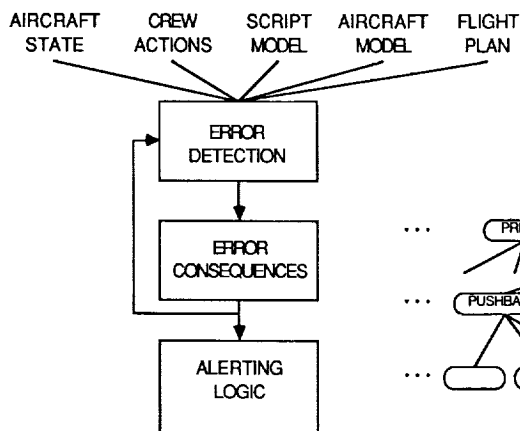 AIRCRAFT STATE
CREW ACTIONS
SCRIPT MODEL
AIRCRAFT MODEL
FLIGHT PLAN
ERROR
DETECTION
ERROR
CONSEQUENCES
...
...
PUSHBA
ALERTING
LOGIC
...